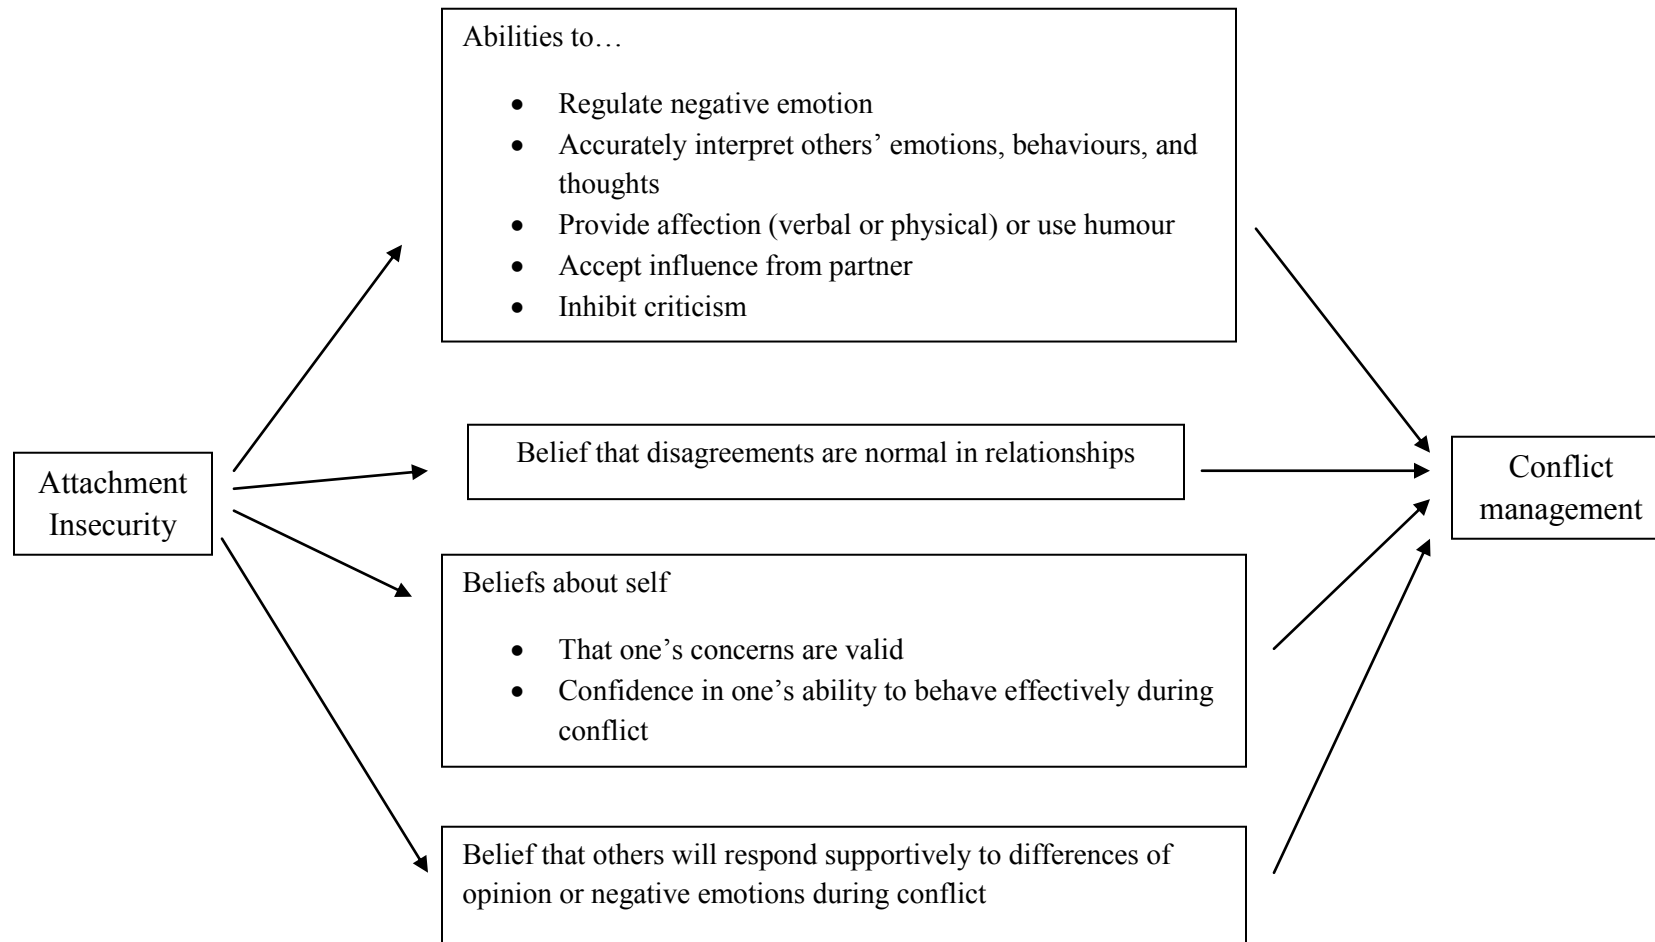 Abilities to…
• Regulate negative emotion
• Accurately interpret others’ emotions, behaviours, and
thoughts
• Provide affection (verbal or physical) or use humour
• Accept influence from partner
• Inhibit criticism
Attachment
Insecurity
Belief that disagreements are normal in relationships
Beliefs about self
• That one’s concerns are valid
• Confidence in one’s ability to behave effectively during
conflict
Belief that others will respond supportively to differences of
opinion or negative emotions during conflict
Conflict
management